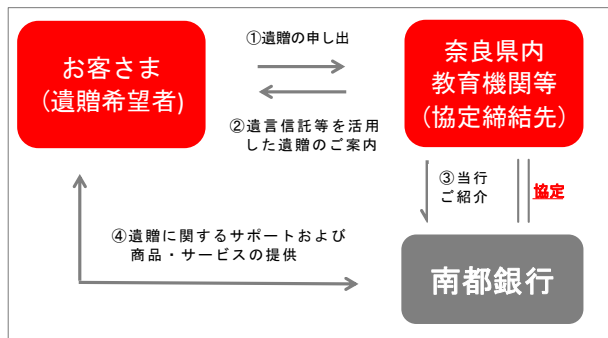 ①遺贈の申し出
お客さま
(遺贈希望者)
奈良県内
教育機関等
(協定締結先)
②遺言信託等を活用
した遺贈のご案内
③当行
ご紹介
協定
④遺贈に関するサポートおよび
商品・サービスの提供
南都銀行